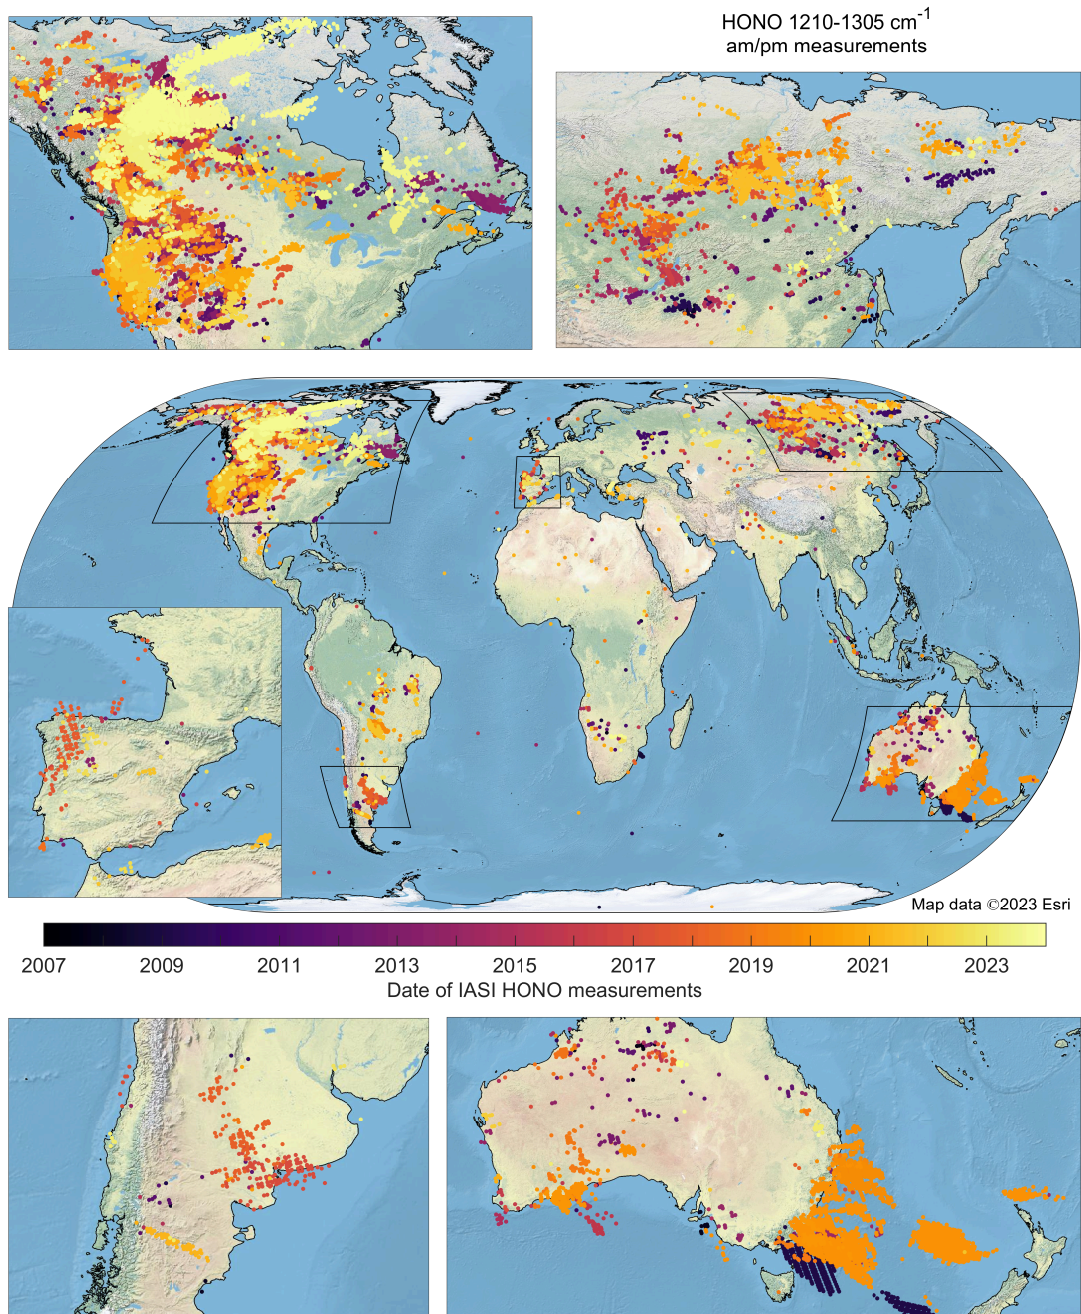 HONO 1210-1305 cm⁻¹
am/pm measurements
Map data ©2023 Esri
2007 2009 2011 2013 2015 2017 2019 2021 2023
Date of IASI HONO measurements